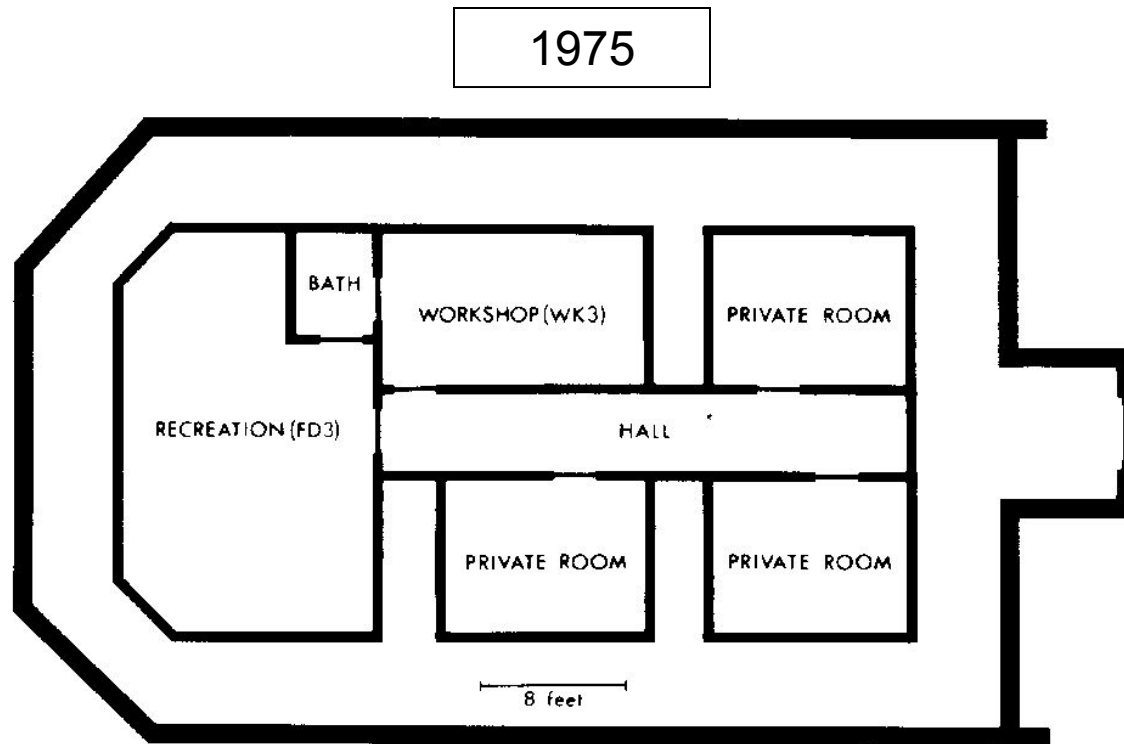 1975
BATH
WORKSHOP(WK3)
PRIVATE ROOM
RECREATION(FD3)
HALL
PRIVATE ROOM
PRIVATE ROOM
8 feet